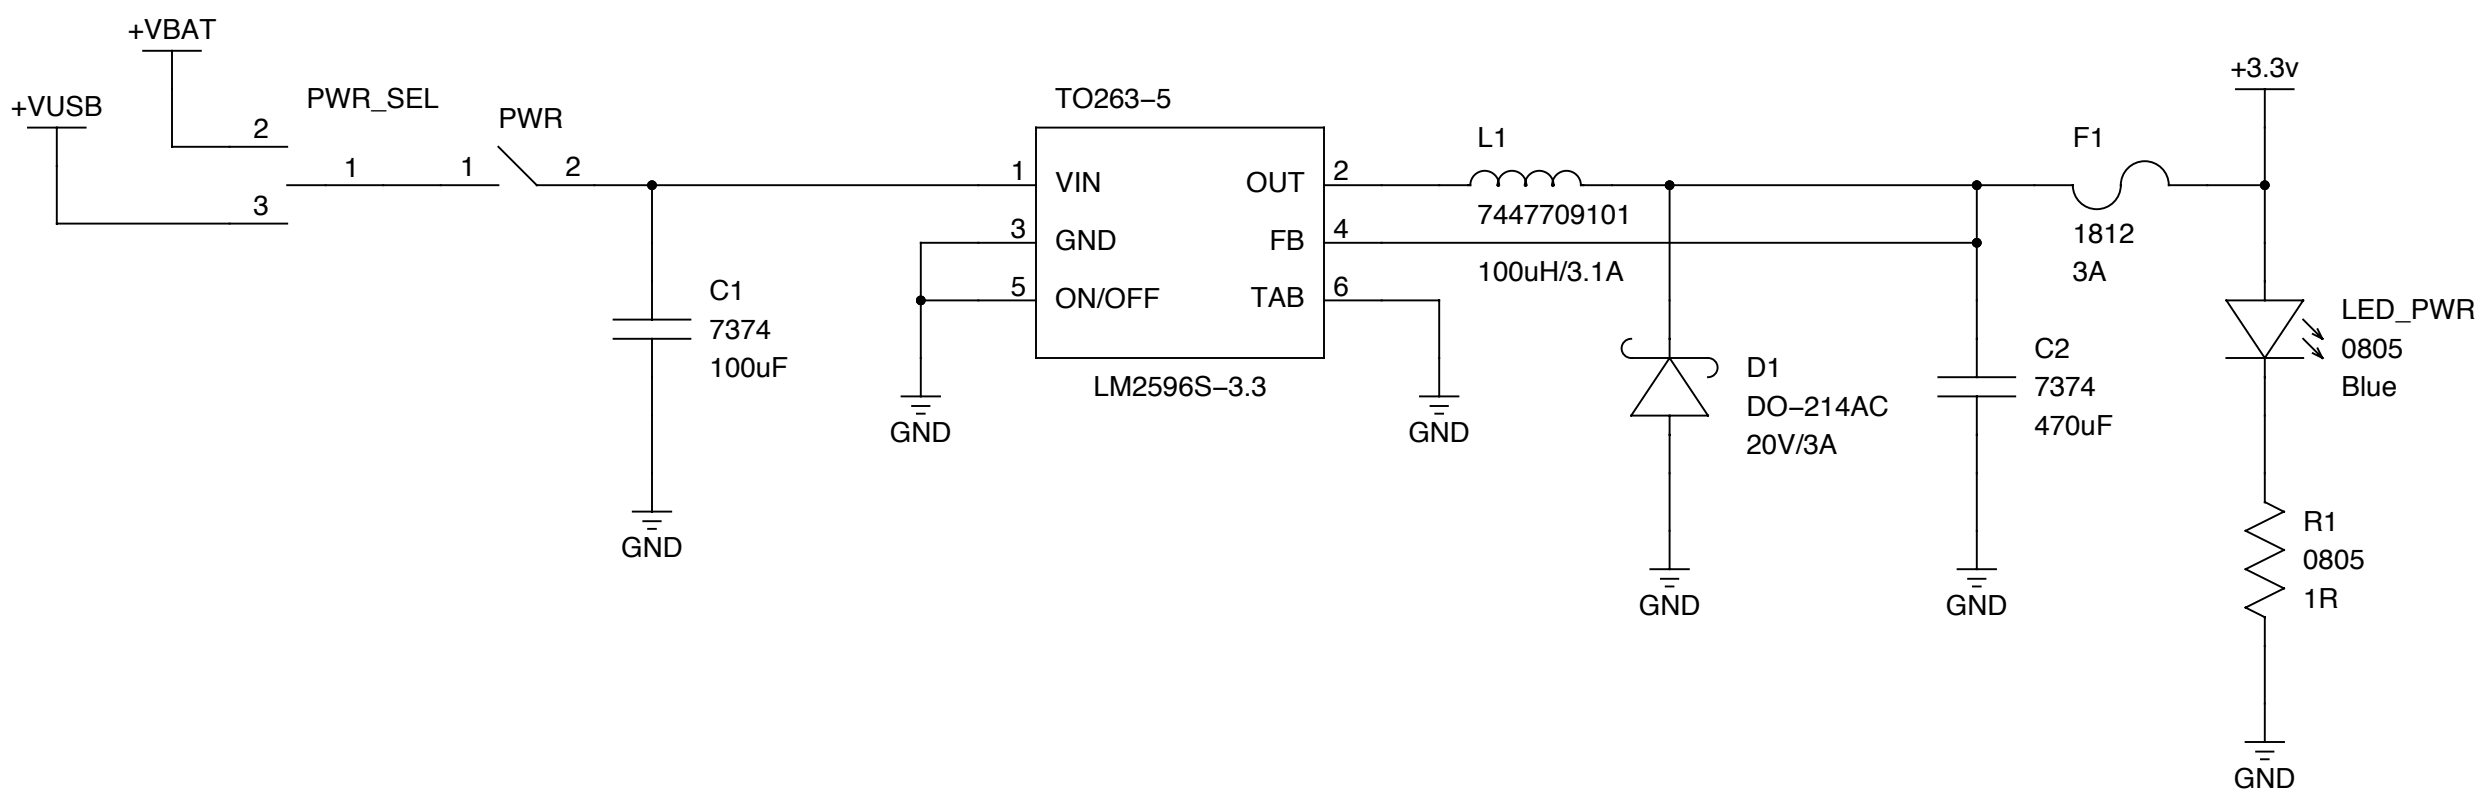 +VBAT
+VUSB
PWR_SEL
2
1
3
PWR
1
2
C1
7374
100uF
GND
TO263-5
1
VIN
OUT
2
3
GND
FB
4
5
ON/OFF
TAB
6
LM2596S-3.3
GND
GND
L1
7447709101
100uH/3.1A
D1
DO-214AC
20V/3A
GND
C2
7374
470uF
GND
F1
1812
3A
+3.3v
LED_PWR
0805
Blue
R1
0805
1R
GND